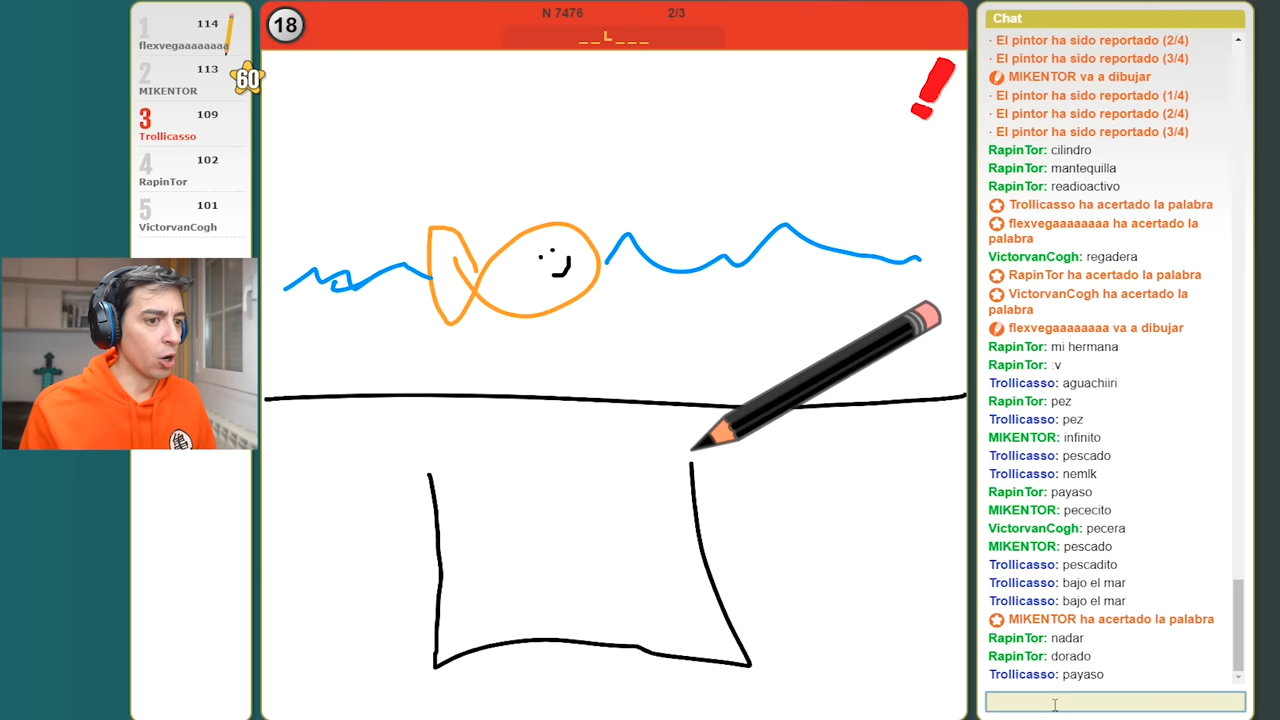 1
114
flexvegaaaaaaaa
2
113
MIKENTOR
60
3
109
Trollicasso
4
102
RapinTor
5
101
VictorvanCogh
18
N 7476
2/3
_ _ L _ _ _
亀
Chat
· El pintor ha sido reportado (2/4)
· El pintor ha sido reportado (3/4)
MIKENTOR va a dibujar
· El pintor ha sido reportado (1/4)
· El pintor ha sido reportado (2/4)
· El pintor ha sido reportado (3/4)
RapinTor: cilindro
RapinTor: mantequilla
RapinTor: readioactivo
Trollicasso ha acertado la palabra
flexvegaaaaaaaa ha acertado la
palabra
VictorvanCogh: regadera
RapinTor ha acertado la palabra
VictorvanCogh ha acertado la
palabra
flexvegaaaaaaaa va a dibujar
RapinTor: mi hermana
RapinTor: :v
Trollicasso: aguachiiri
RapinTor: pez
Trollicasso: pez
MIKENTOR: infinito
Trollicasso: pescado
Trollicasso: nemlk
RapinTor: payaso
MIKENTOR: pececito
VictorvanCogh: pecera
MIKENTOR: pescado
Trollicasso: pescadito
Trollicasso: bajo el mar
Trollicasso: bajo el mar
MIKENTOR ha acertado la palabra
RapinTor: nadar
RapinTor: dorado
Trollicasso: payaso